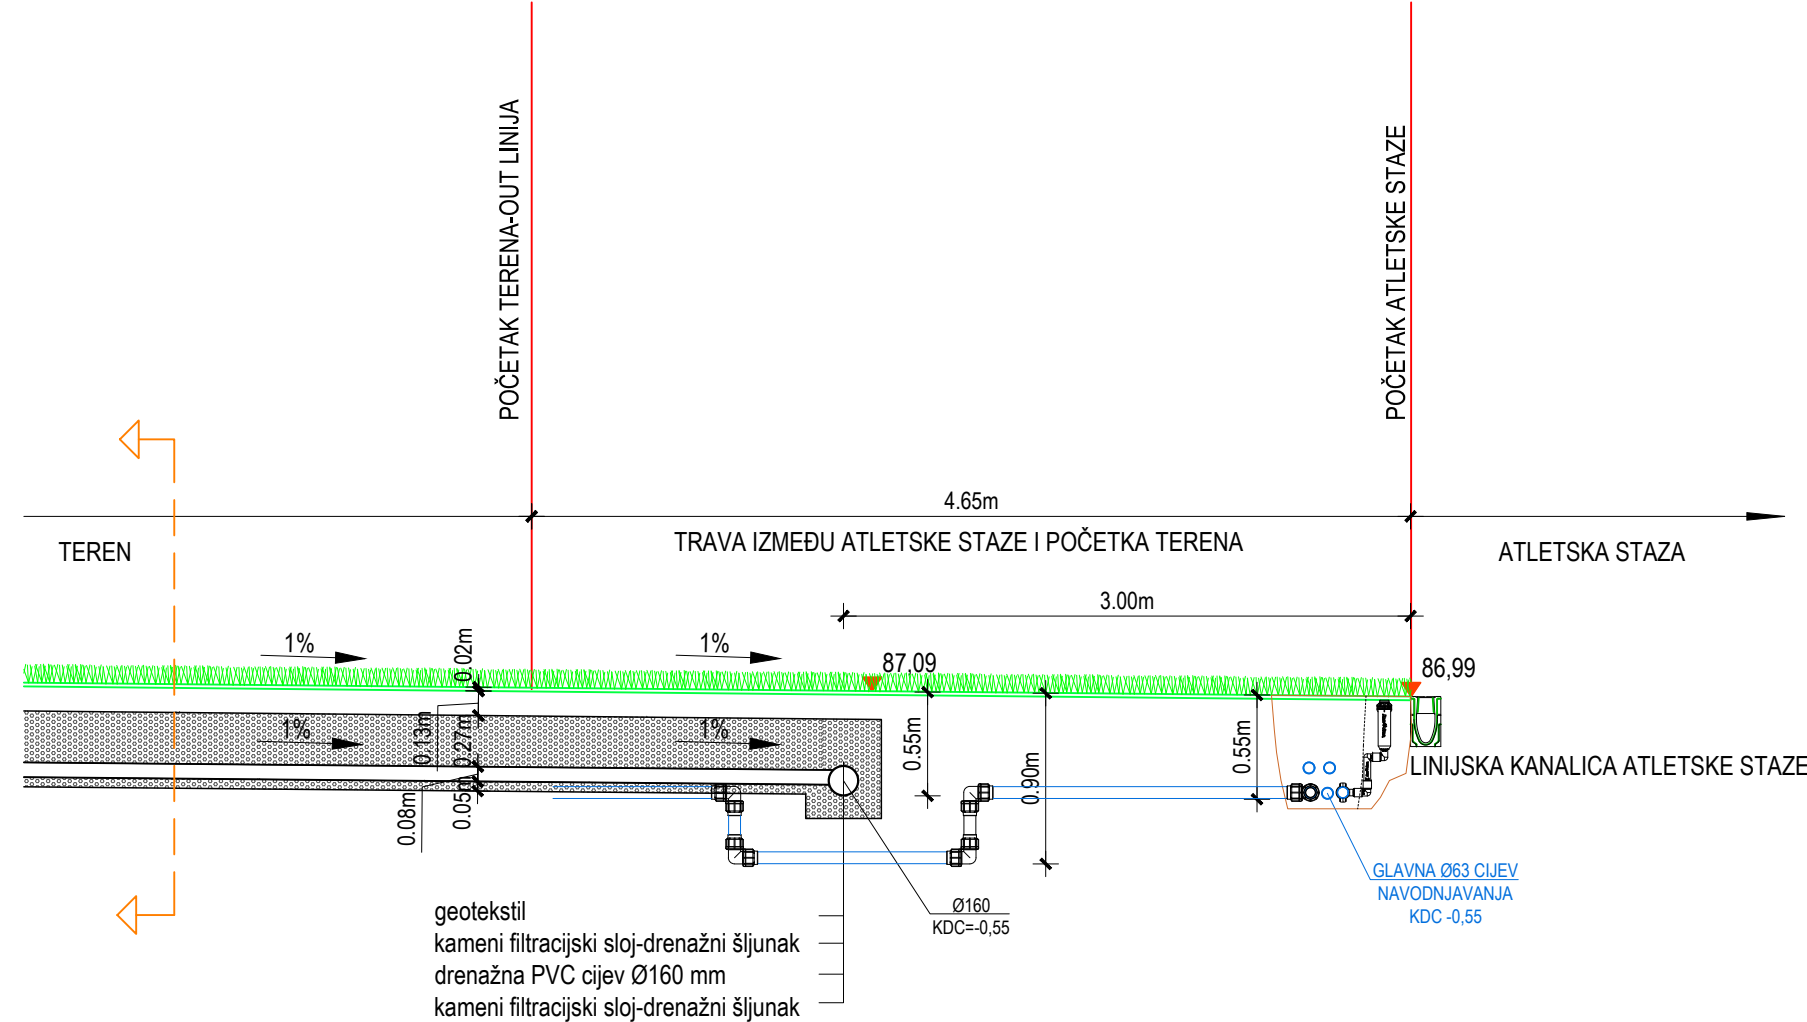 POČETAK TERENA-OUT LINIJA
POČETAK ATLETSKE STAZE
4.65m
TEREN
TRAVA IZMEĐU ATLETSKE STAZE I POČETKA TERENA
ATLETSKA STAZA
3.00m
1%
0.02m
1%
87,09
86,99
0.13m
0.27m
1%
1%
0.55m
0.90m
0.55m
LINIJSKA KANALICA ATLETSKE STAZE
0.08m
0.05m
GLAVNA Ø63 CIJEV
NAVODNJAVANJA
KDC -0,55
Ø160
KDC=-0,55
geotekstil
kameni filtracijski sloj-drenažni šljunak
drenažna PVC cijev Ø160 mm
kameni filtracijski sloj-drenažni šljunak